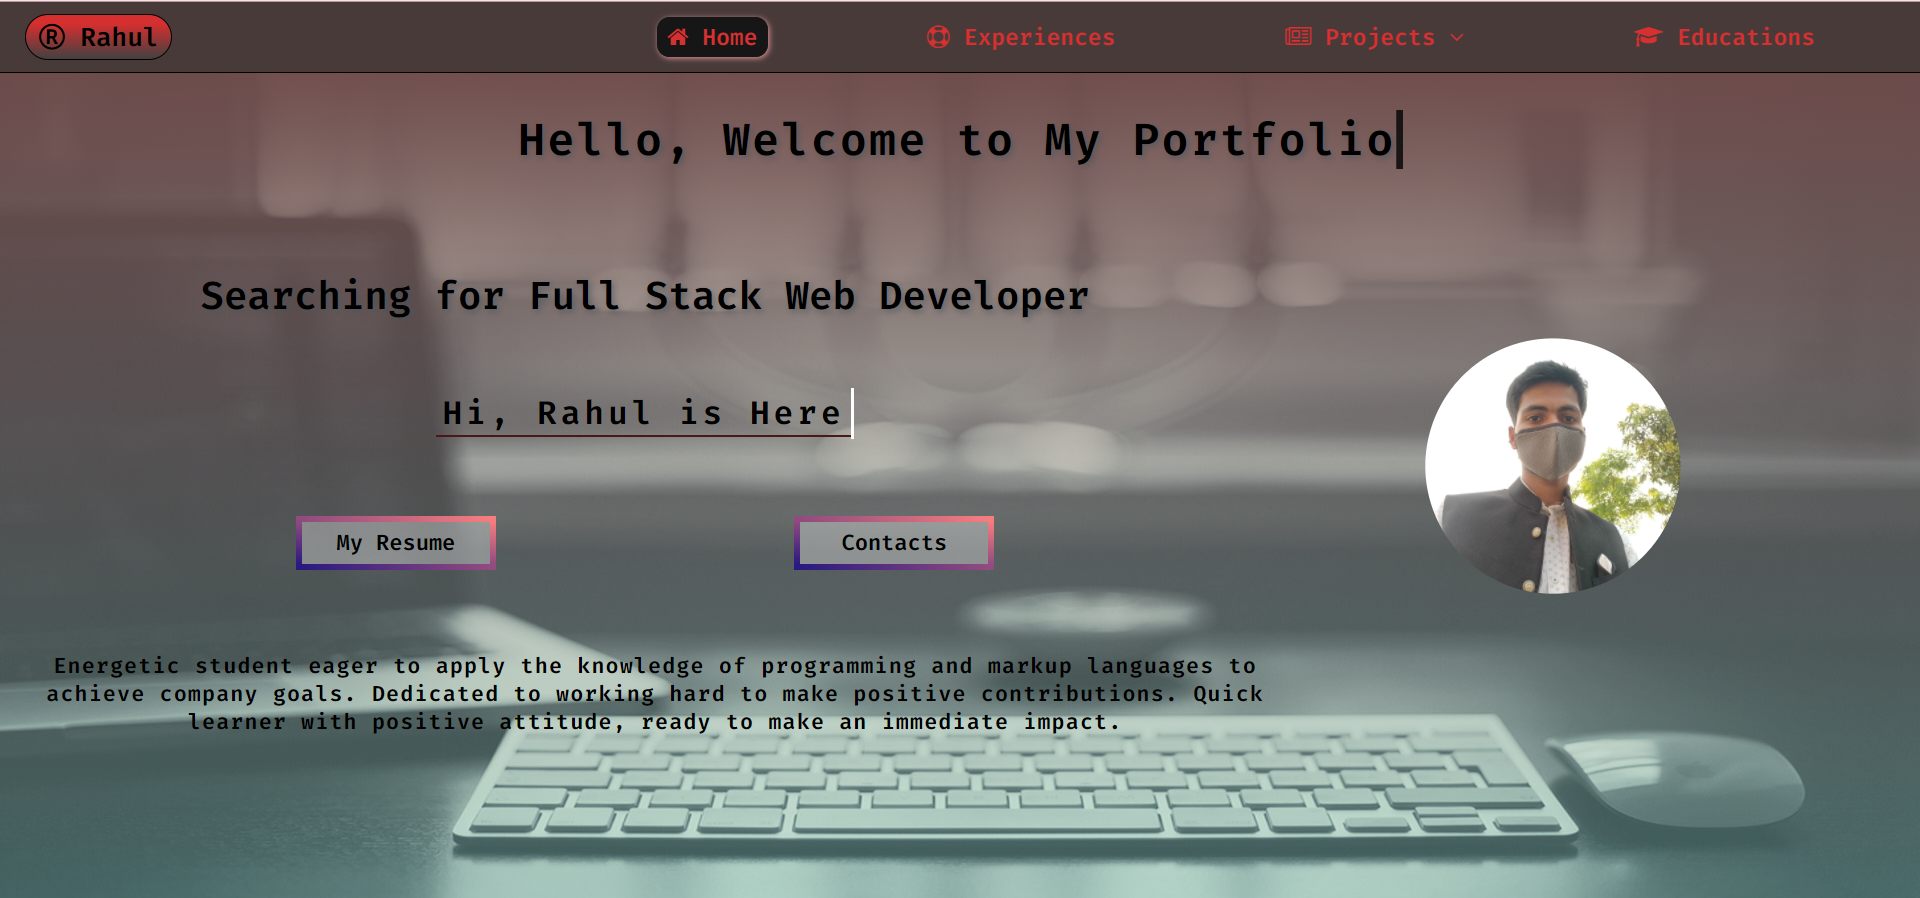 ® Rahul
Home
Experiences
Projects
Educations
Hello, Welcome to My Portfolio
Searching for Full Stack Web Developer
Hi, Rahul is Here
My Resume
Contacts
Energetic student eager to apply the knowledge of programming and markup languages to
achieve company goals. Dedicated to working hard to make positive contributions. Quick
learner with positive attitude, ready to make an immediate impact.